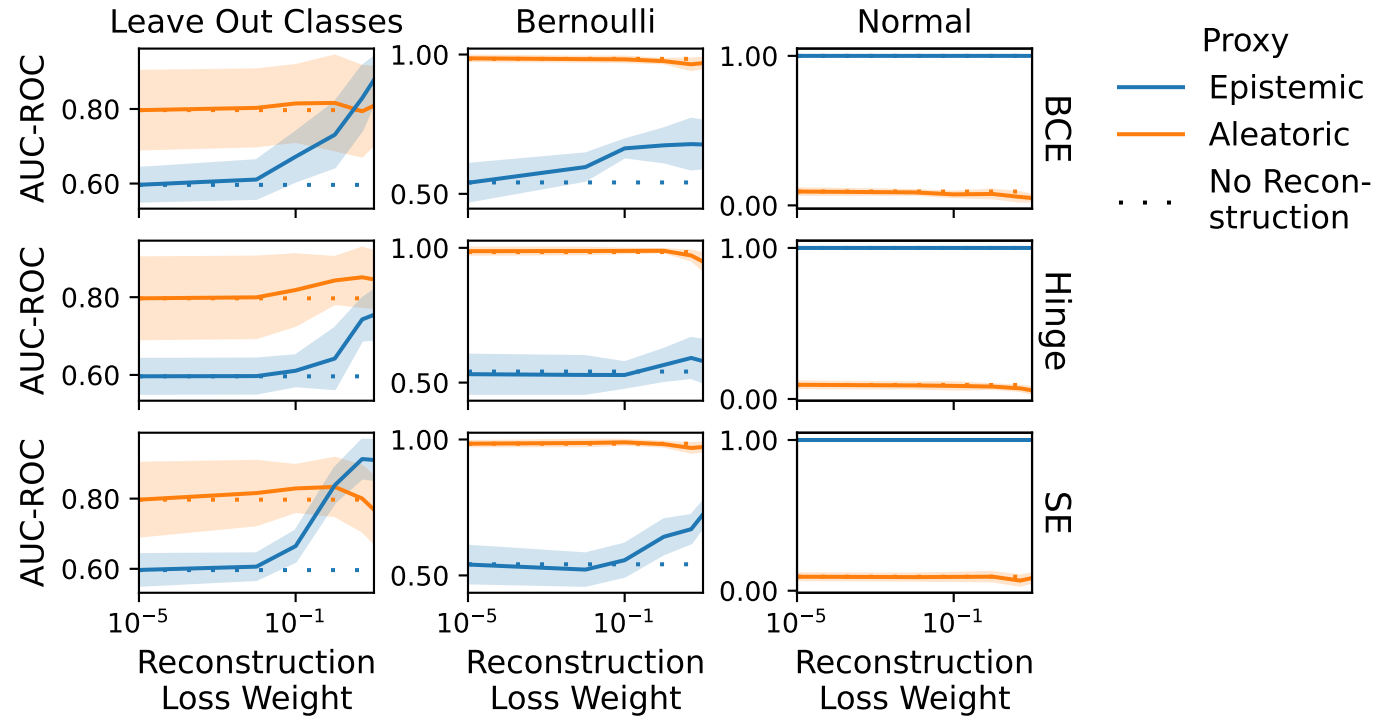 Leave Out Classes
Bernoulli
Normal
AUC-ROC
0.80
0.60
1.00
0.50
1.00
0.00
BCE
AUC-ROC
0.80
0.60
1.00
0.50
1.00
0.00
Hinge
AUC-ROC
0.80
0.60
1.00
0.50
1.00
0.00
SE
10⁻⁵
10⁻¹
10⁻⁵
10⁻¹
10⁻⁵
10⁻¹
Reconstruction
Loss Weight
Reconstruction
Loss Weight
Reconstruction
Loss Weight
Proxy
Epistemic
Aleatoric
No Recon-
struction